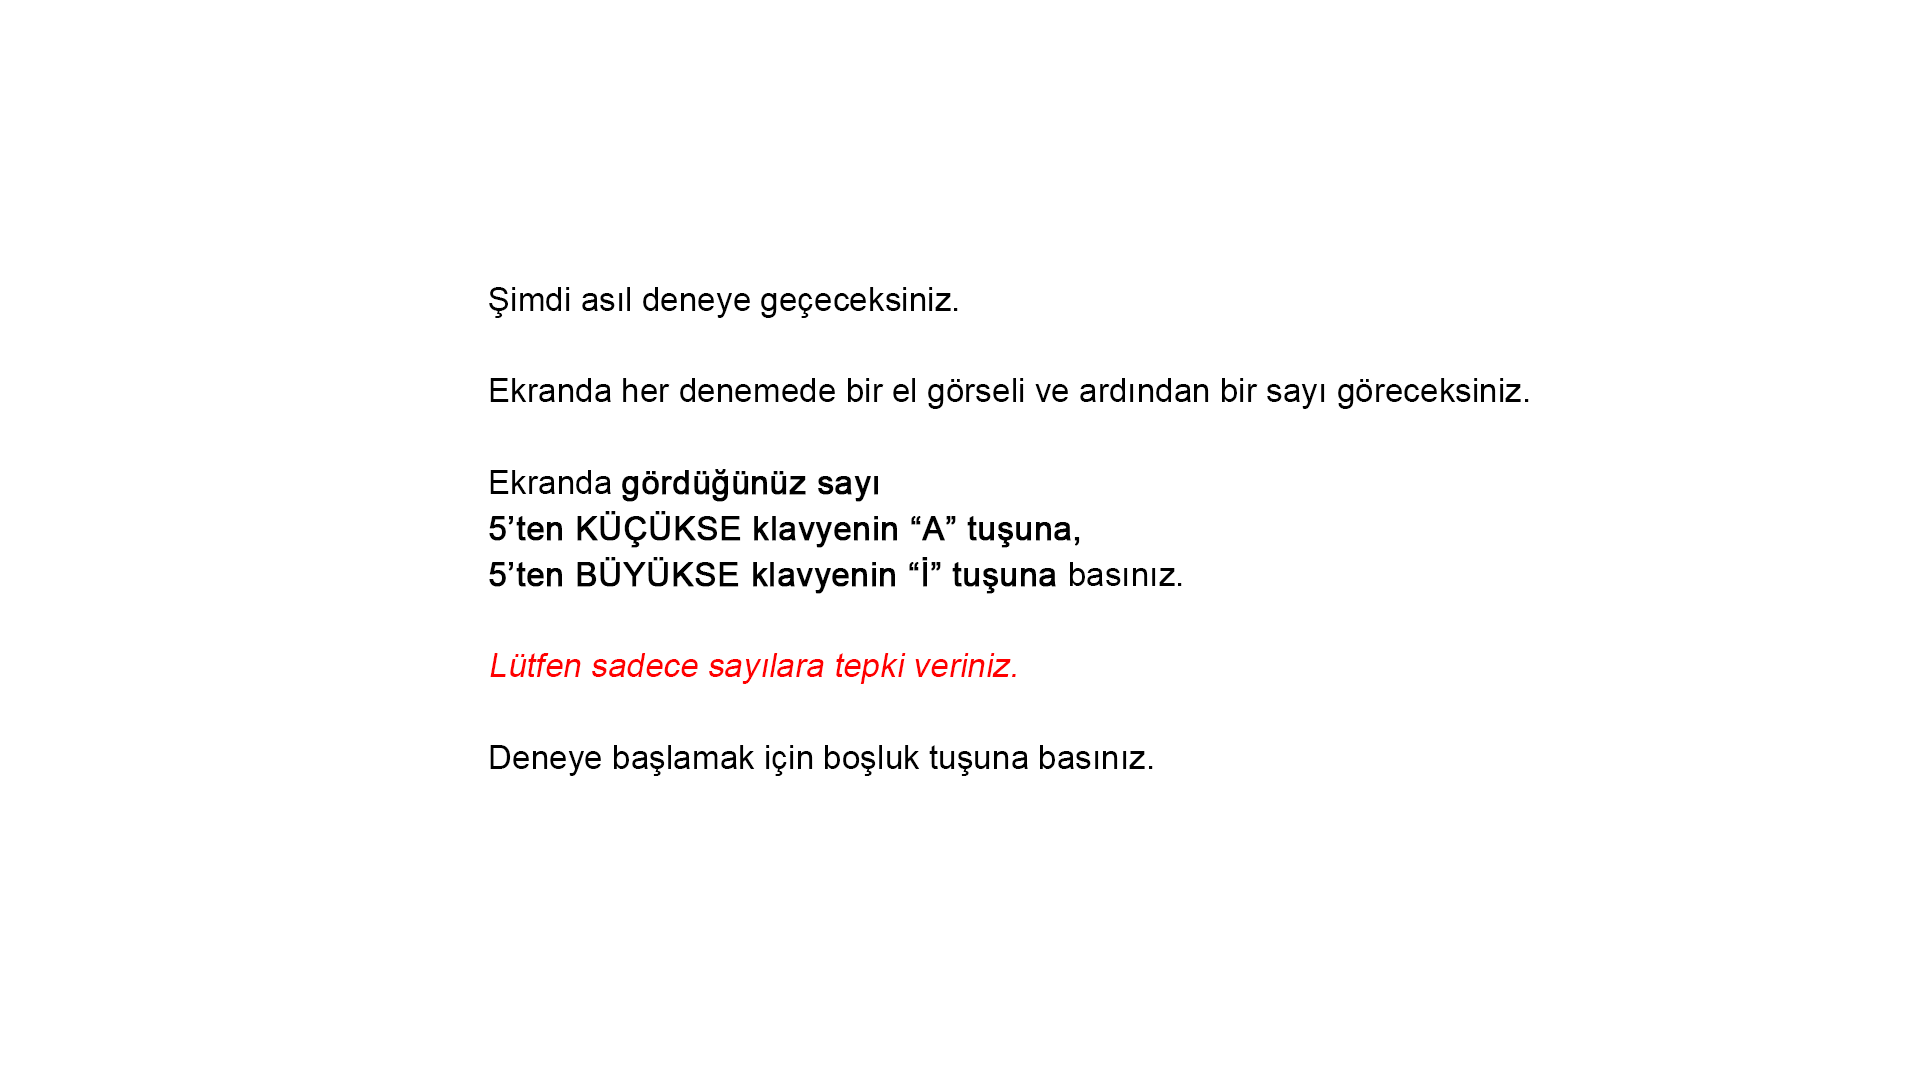 Şimdi asıl deneye geçeceksiniz.
Ekranda her denemede bir el görseli ve ardından bir sayı göreceksiniz.
Ekranda gördüğünüz sayı
5’ten KÜÇÜKSE klavyenin “A” tuşuna,
5’ten BÜYÜKSE klavyenin “İ” tuşuna basınız.
Lütfen sadece sayılara tepki veriniz.
Deneye başlamak için boşluk tuşuna basınız.